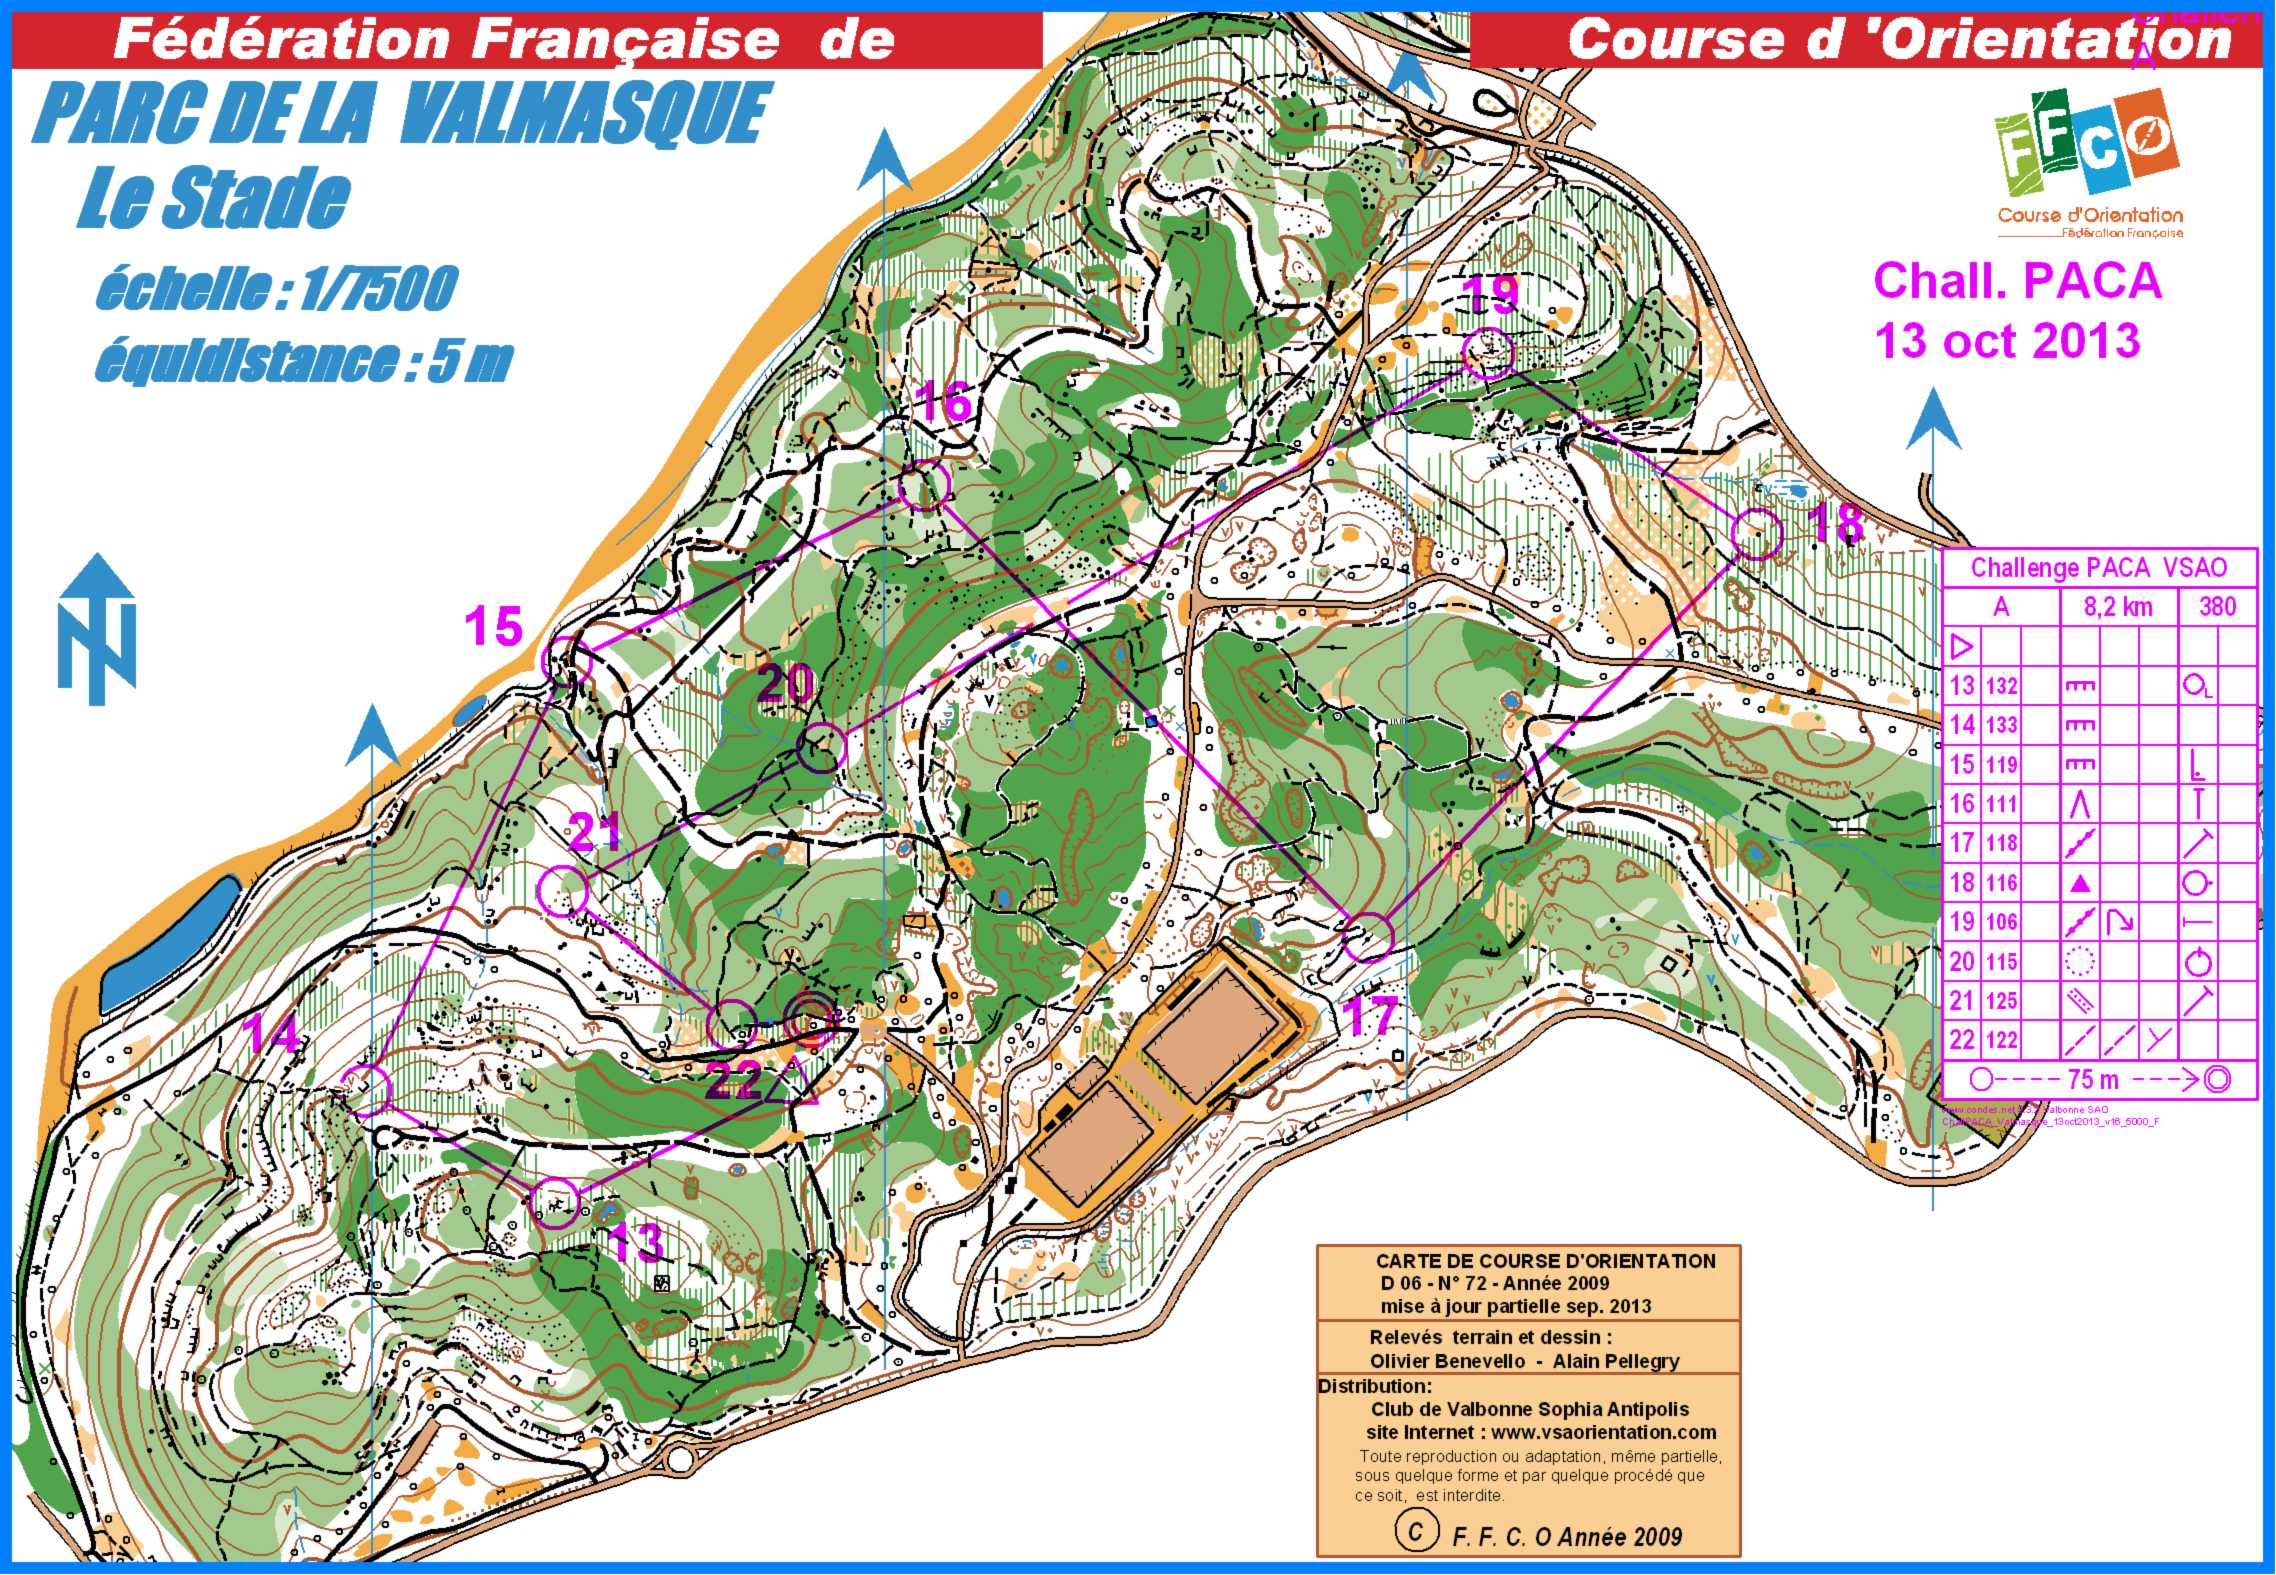 Fédération Française de
Course d 'Orientation
A
PARC DE LA VALMASQUE
Le Stade
échelle : 1/7500
équidistance : 5 m
FFCO
Course d'Orientation
Fédération Française
Chall. PACA
13 oct 2013
19
16
18
15
20
21
14
17
22
13
N
Challenge PACA VSAO
A 8,2 km 380
13 132
14 133
15 119
16 111
17 118
18 116
19 106
20 115
21 125
22 122
75 m
Valbonne SAO
CARTE DE COURSE D'ORIENTATION
D 06 - N° 72 - Année 2009
mise à jour partielle sep. 2013
Relevés terrain et dessin :
Olivier Benevello - Alain Pellegry
Distribution:
Club de Valbonne Sophia Antipolis
site Internet : www.vsaorientation.com
Toute reproduction ou adaptation, même partielle,
sous quelque forme et par quelque procédé que
ce soit, est interdite.
C F. F. C. O Année 2009